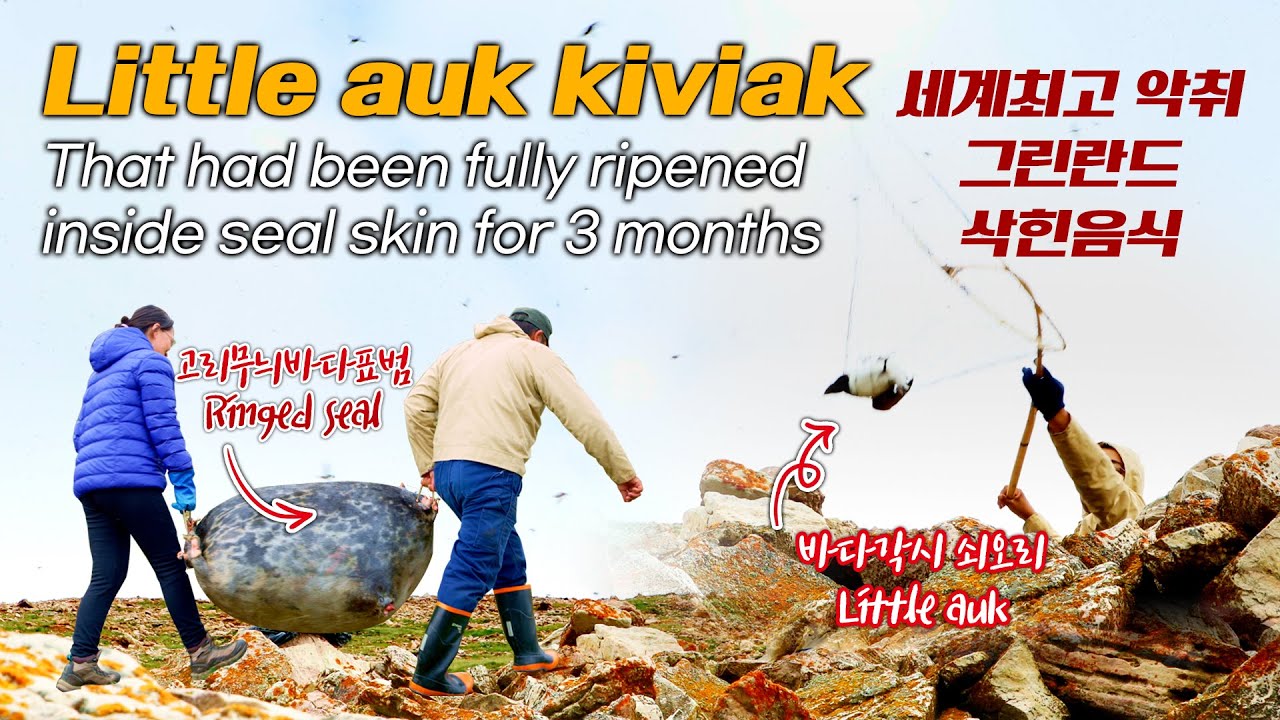 Little auk kiviak
That had been fully ripened
inside seal skin for 3 months
세계최고 악취
그린란드
삭힌음식
고리무늬바다표범
Ringed seal
바다각시 쇠오리
Little auk